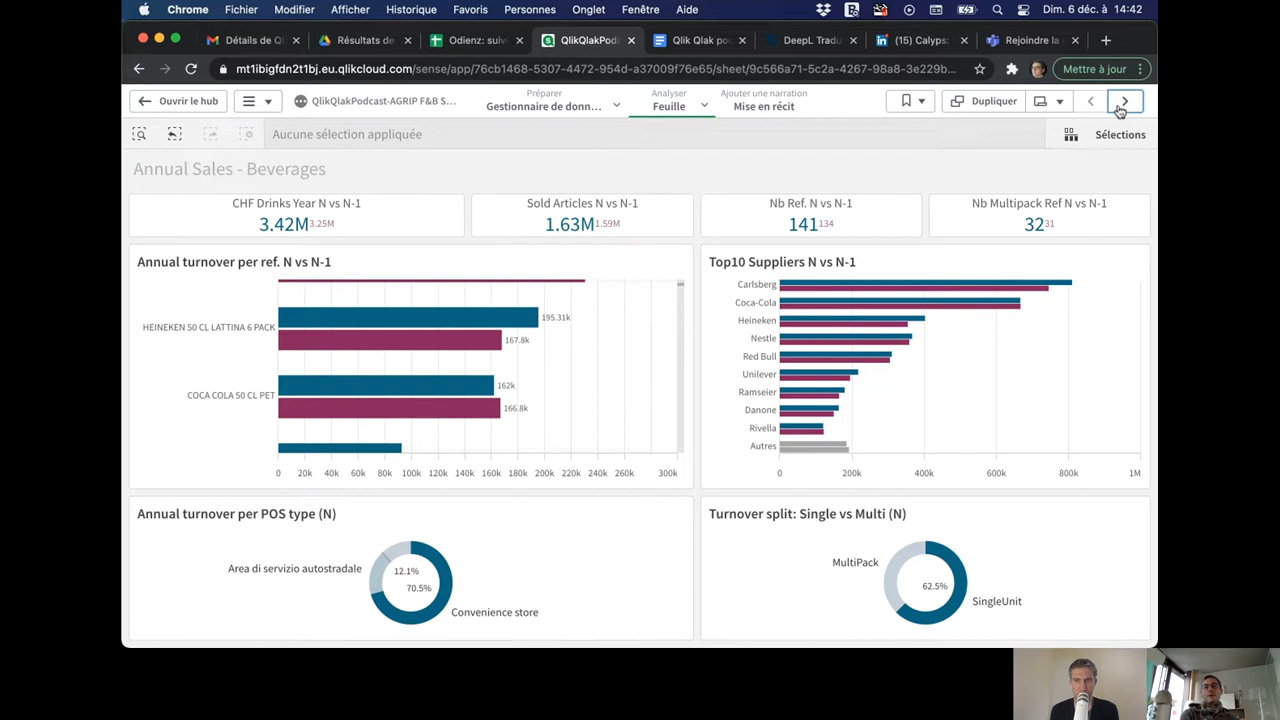 Chrome Fichier Modifier Afficher Historique Favoris Personnes Onglet Fenêtre Aide Dim. 6 déc. à 14:42
Détails de Q Résultats de Odienz: suivi QlikQlakPod Qlik Qlak po DeepL Tradu (15) Calyps: Rejoindre la
mt1ibigfdn2t1bj.eu.qlikcloud.com/sense/app/76cb1468-5307-4472-954d-a37009f76e65/sheet/9c566a71-5c2a-4267-98a8-3e229b... Mettre à jour
Préparer Analyser Ajouter une narration
Ouvrir le hub QlikQlakPodcast-AGRIP F&B S... Gestionnaire de donn... Feuille Mise en récit Dupliquer
Aucune sélection appliquée Sélections
Annual Sales - Beverages
CHF Drinks Year N vs N-1 Sold Articles N vs N-1 Nb Ref. N vs N-1 Nb Multipack Ref N vs N-1
3.42M 3.25M 1.63M 1.59M 141 134 32 31
Annual turnover per ref. N vs N-1
HEINEKEN 50 CL LATTINA 6 PACK 195.31k
167.8k
COCA COLA 50 CL PET 162k
166.8k
0 20k 40k 60k 80k 100k 120k 140k 160k 180k 200k 220k 240k 260k 300k
Top10 Suppliers N vs N-1
Carlsberg
Coca-Cola
Heineken
Nestle
Red Bull
Unilever
Ramseier
Danone
Rivella
Autres
0 200k 400k 600k 800k 1M
Annual turnover per POS type (N)
Area di servizio autostradale 12.1%
70.5%
Convenience store
Turnover split: Single vs Multi (N)
MultiPack
62.5%
SingleUnit